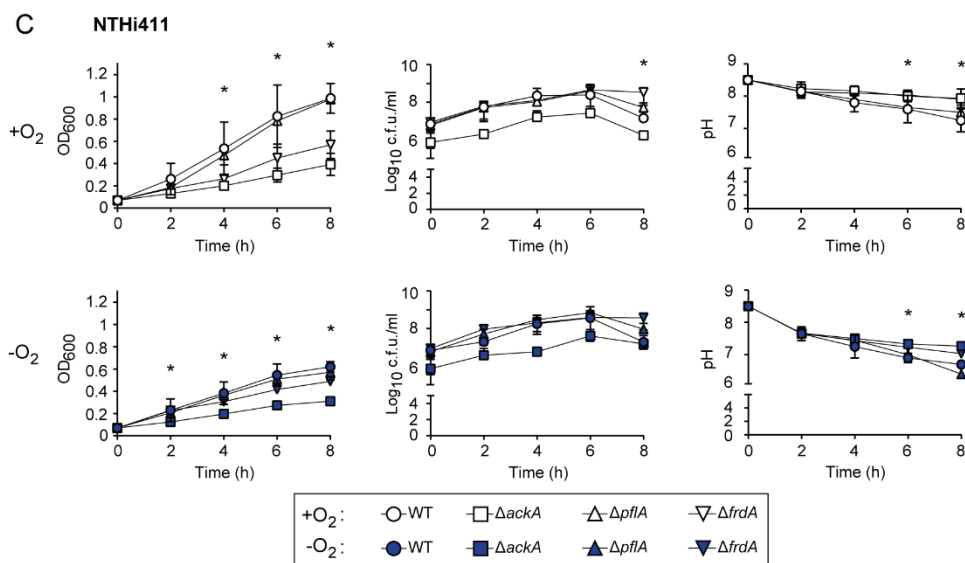 C NTHi411
+O2
OD600
1.2
1
0.8
0.6
0.4
0.2
0
* * *
0 2 4 6 8
Time (h)
Log10 c.f.u./ml
10
8
6
4
2
0
*
0 2 4 6 8
Time (h)
pH
9
8
7
6
4
2
0
* *
0 2 4 6 8
Time (h)
-O2
OD600
1.2
1
0.8
0.6
0.4
0.2
0
* * * *
0 2 4 6 8
Time (h)
Log10 c.f.u./ml
10
8
6
4
2
0
0 2 4 6 8
Time (h)
pH
9
8
7
6
4
2
0
* *
0 2 4 6 8
Time (h)
+O2 : WT ΔackA ΔpflA ΔfrdA
-O2 : WT ΔackA ΔpflA ΔfrdA